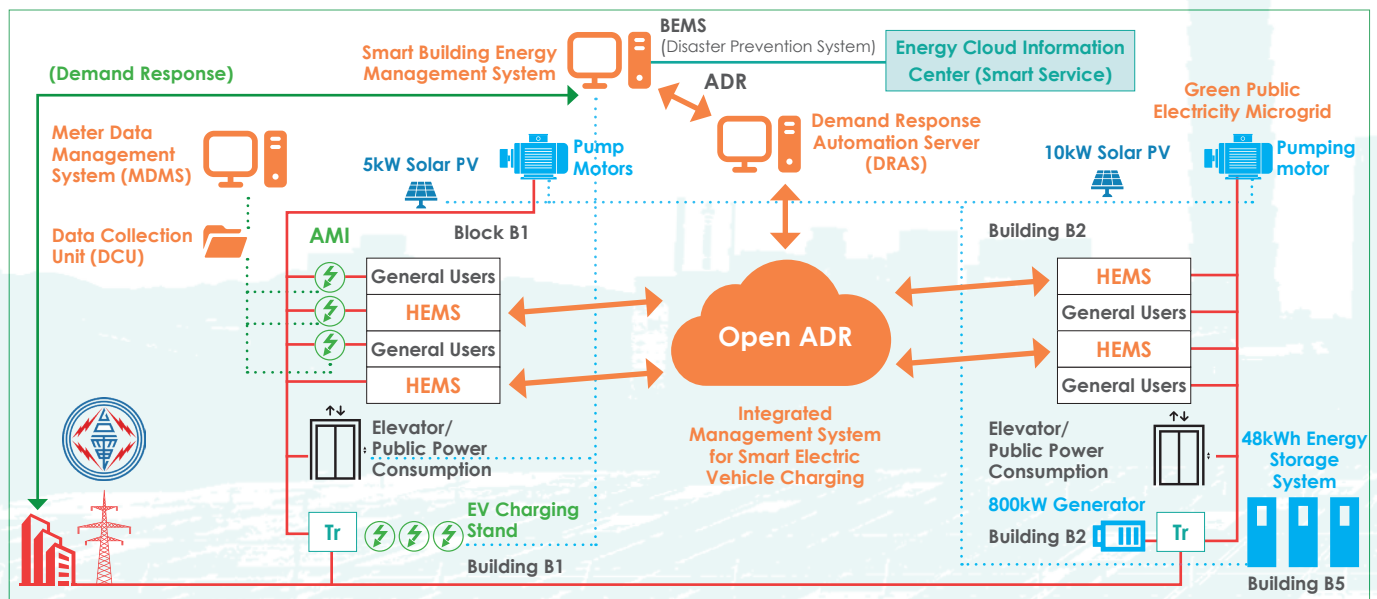 BEMS
(Disaster Prevention System)
Smart Building Energy
Management System
Energy Cloud Information
Center (Smart Service)
(Demand Response)
ADR
Green Public
Electricity Microgrid
Meter Data
Management
System (MDMS)
Demand Response
Automation Server
(DRAS)
5kW Solar PV
Pump
Motors
10kW Solar PV
Pumping
motor
Data Collection
Unit (DCU)
AMI
Block B1
Building B2
General Users
HEMS
General Users
HEMS
Open ADR
HEMS
General Users
HEMS
General Users
Integrated
Management System
for Smart Electric
Vehicle Charging
Elevator/
Public Power
Consumption
Elevator/
Public Power
Consumption
48kWh Energy
Storage
System
800kW Generator
EV Charging
Stand
Tr
Building B2
Tr
Building B1
Building B5